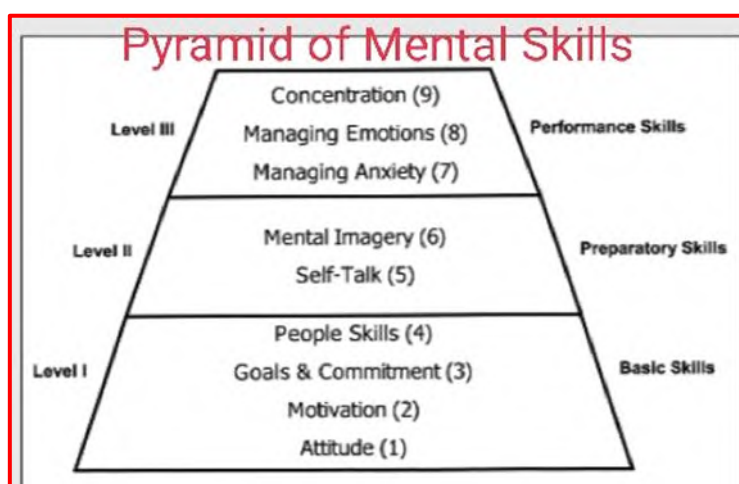 Pyramid of Mental Skills
Concentration (9)
Level III
Managing Emotions (8)
Performance Skills
Managing Anxiety (7)
Mental Imagery (6)
Level II
Preparatory Skills
Self-Talk (5)
People Skills (4)
Level I
Goals & Commitment (3)
Basic Skills
Motivation (2)
Attitude (1)